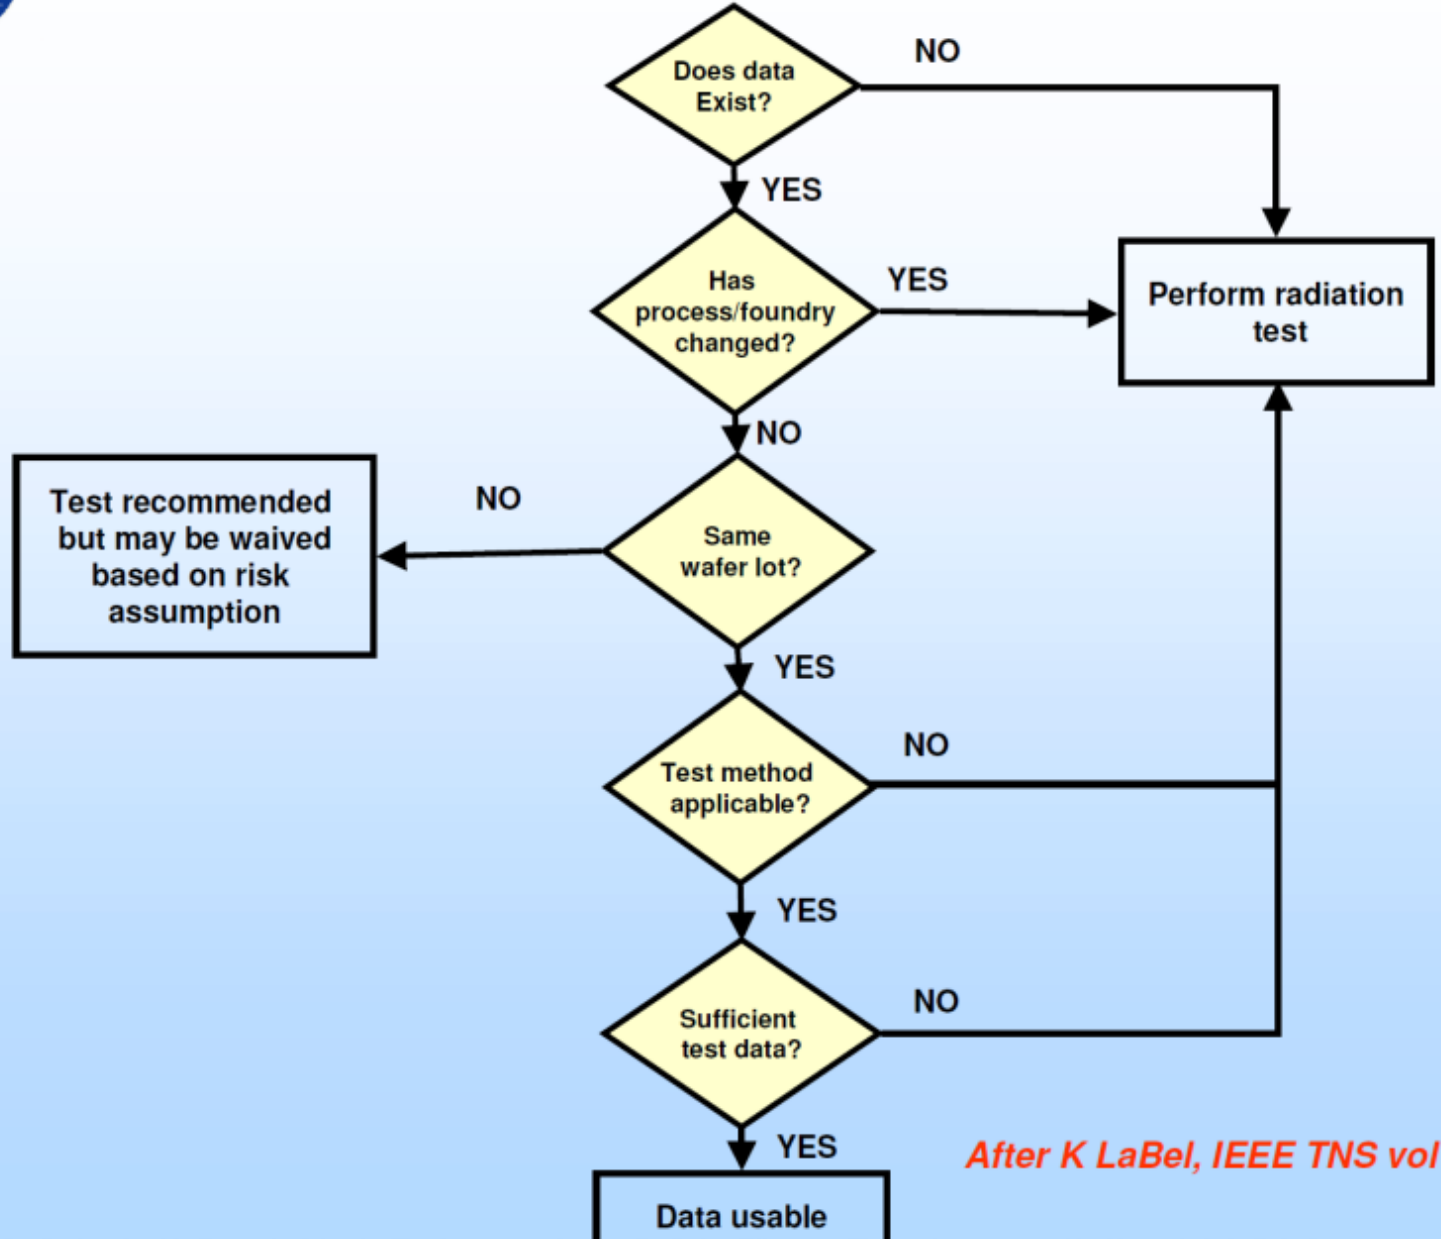 Does data
Exist?
NO
YES
Has
process/foundry
changed?
YES
Perform radiation
test
NO
Test recommended
but may be waived
based on risk
assumption
NO
Same
wafer lot?
YES
Test method
applicable?
NO
YES
Sufficient
test data?
NO
YES
After K LaBel, IEEE TNS vol
Data usable